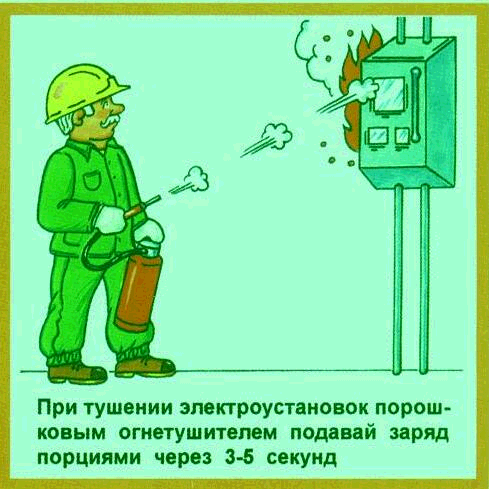 При тушении электроустановок порош-
ковым огнетушителем подавай заряд
порциями через 3-5 секунд